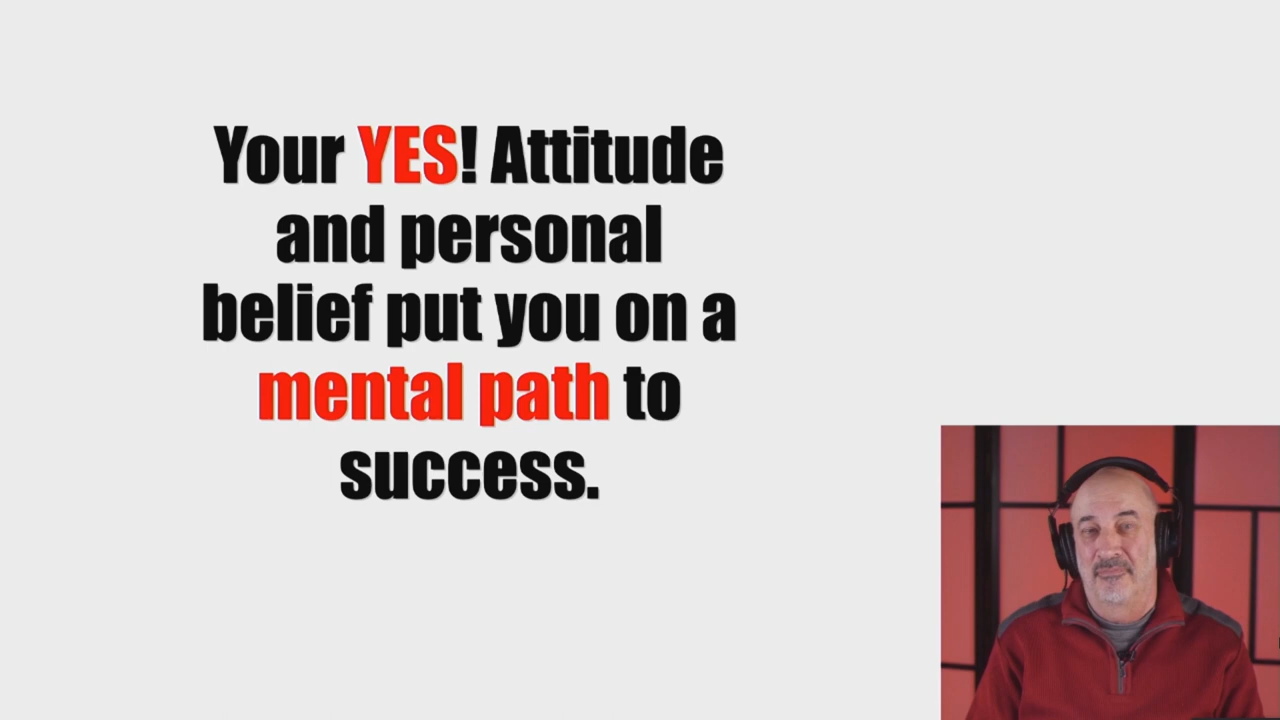 Your YES! Attitude
and personal
belief put you on a
mental path to
success.